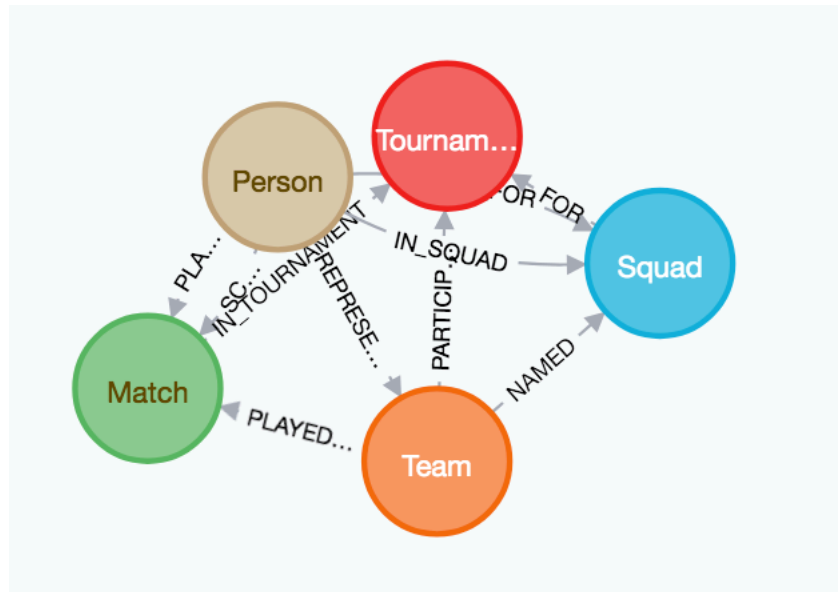 Tournam...
Person
FOR
FOR
IN_SQUAD
Squad
PLA...
SC...
IN_TOURNAMENT
REPRESE...
PARTICIP...
NAMED
Match
PLAYED...
Team